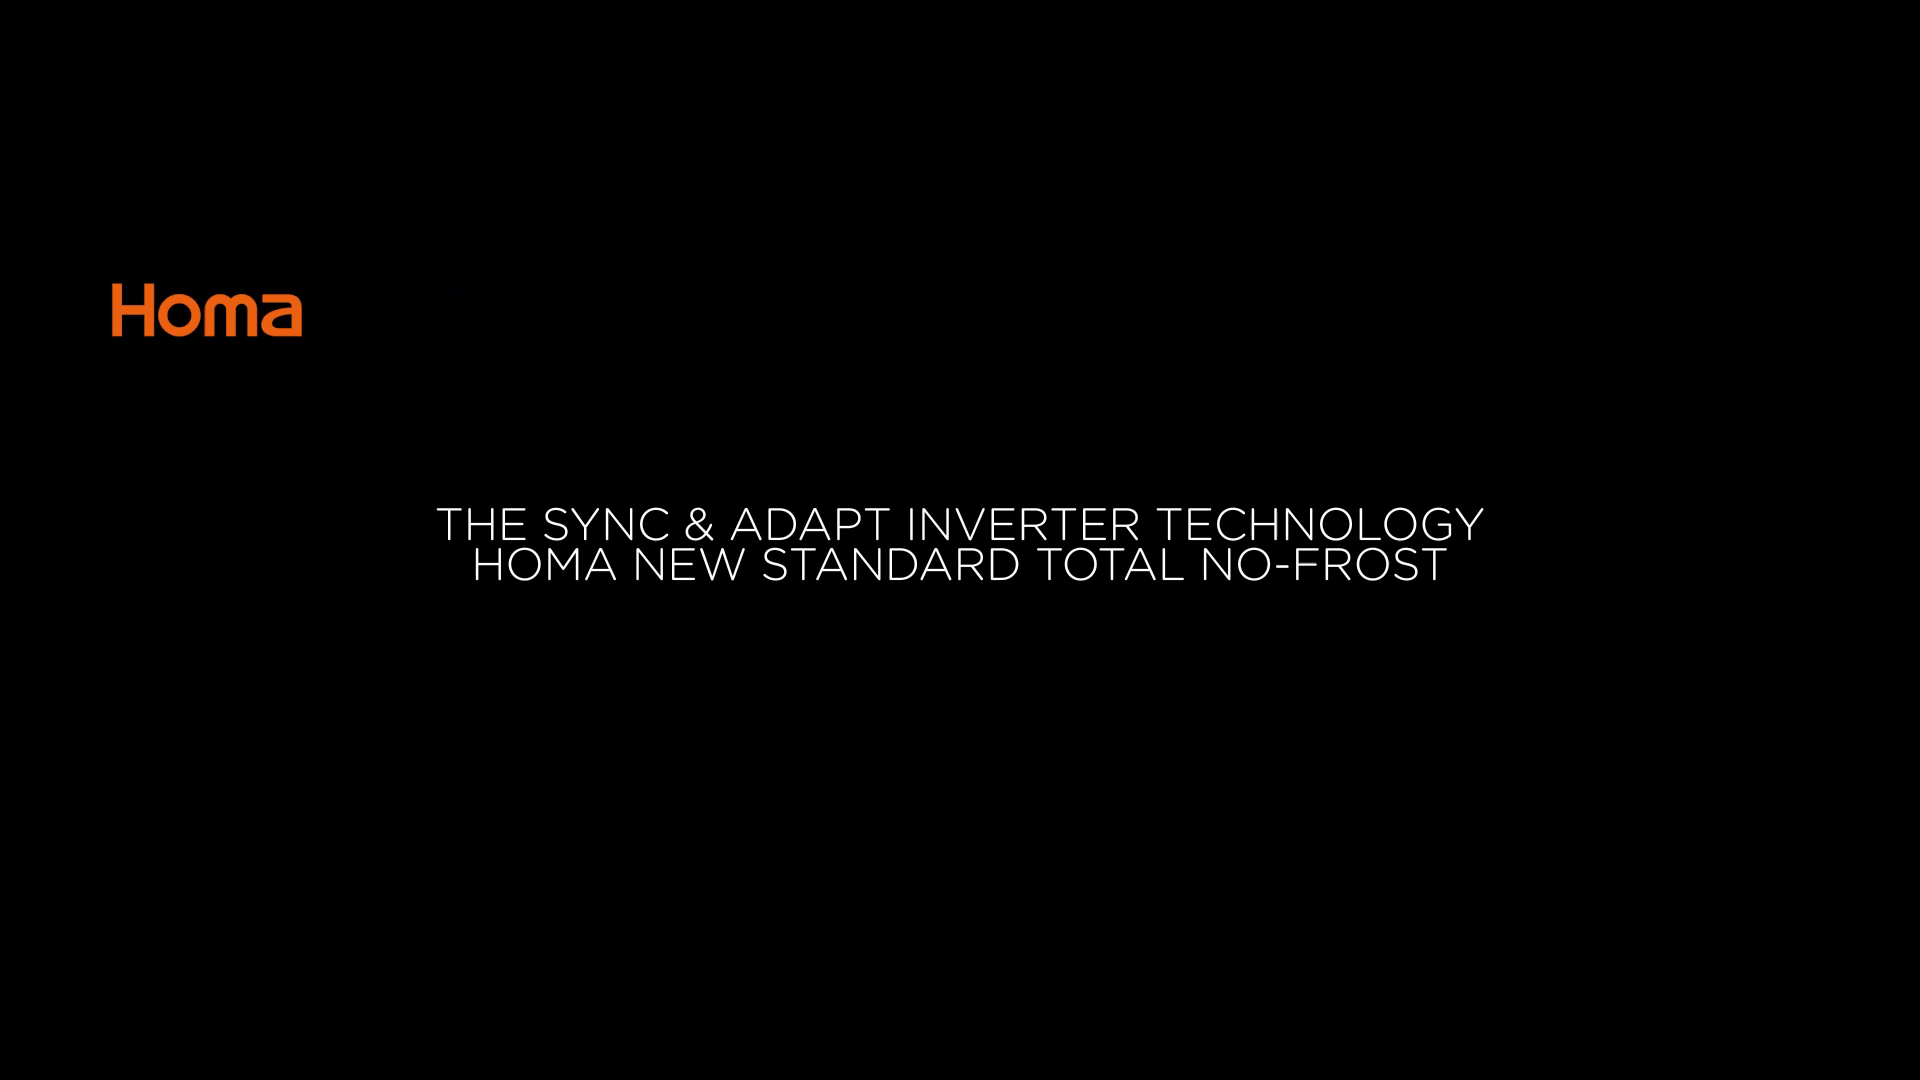 Homa
THE SYNC & ADAPT INVERTER TECHNOLOGY
HOMA NEW STANDARD TOTAL NO-FROST